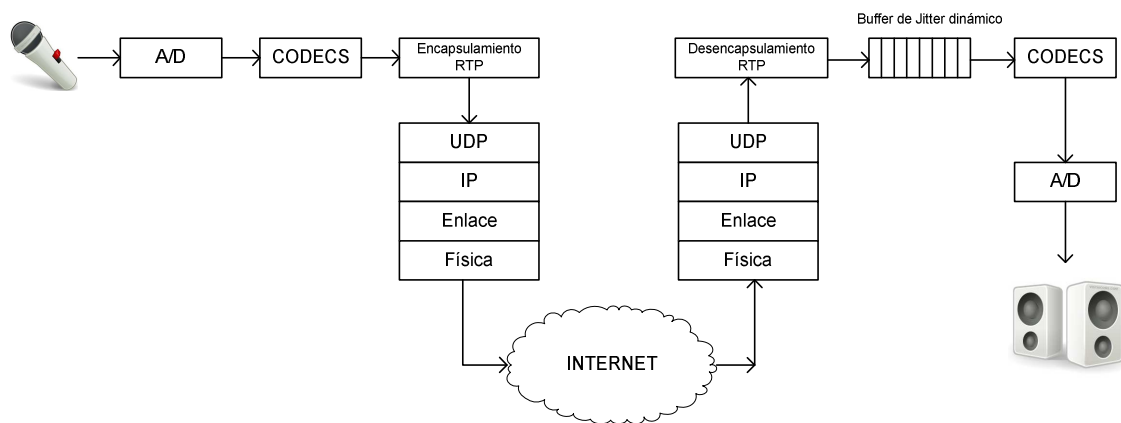 Buffer de Jitter dinámico
A/D
CODECS
Encapsulamiento
RTP
Desencapsulamiento
RTP
CODECS
UDP
IP
Enlace
Física
UDP
IP
Enlace
Física
A/D
INTERNET